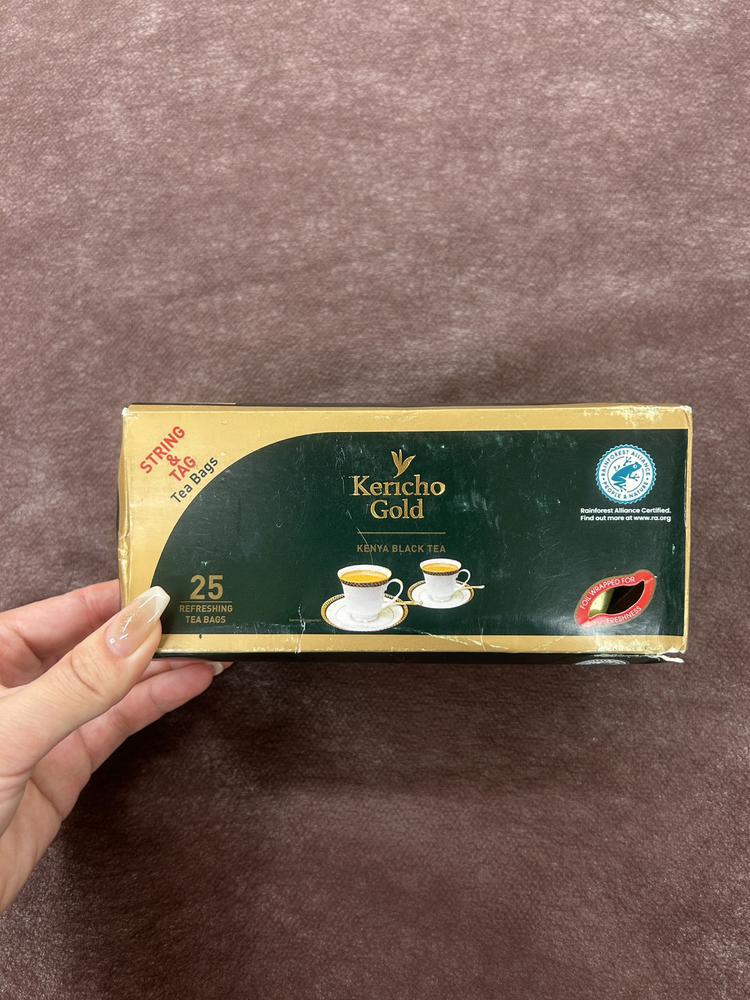 STRING
&
TAG
Tea Bags
Kericho
Gold
KENYA BLACK TEA
25
REFRESHING
TEA BAGS
RAINFOREST ALLIANCE
PEOPLE & NATURE
Rainforest Alliance Certified.
Find out more at www.ra.org
FOIL WRAPPED FOR
FRESHNESS